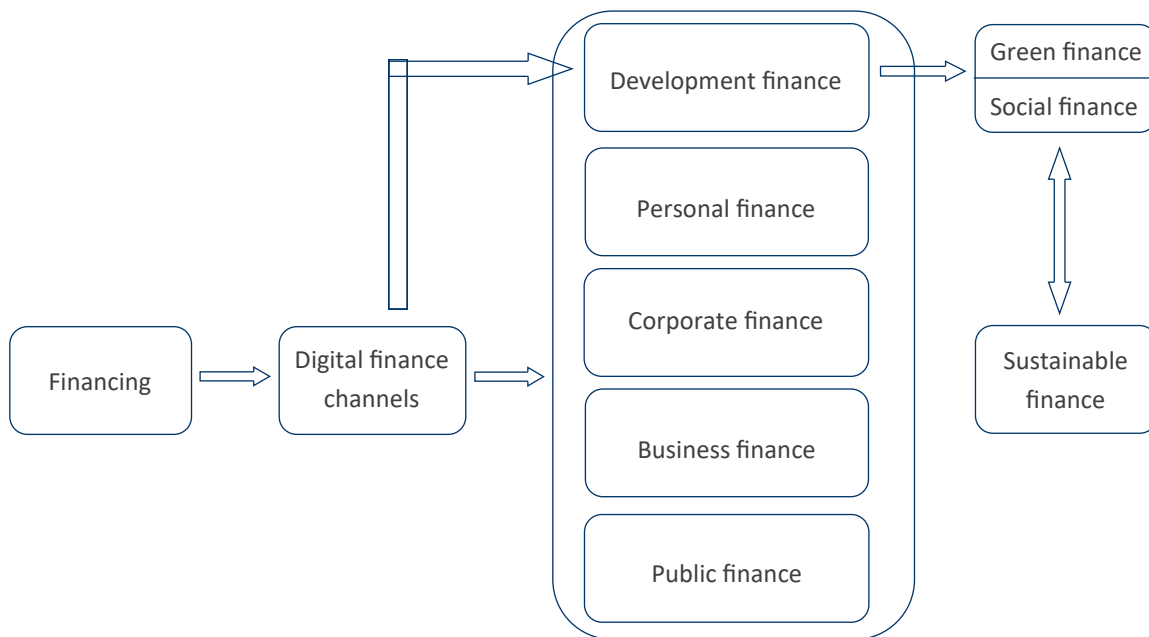 Financing
Digital finance
channels
Development finance
Personal finance
Corporate finance
Business finance
Public finance
Green finance
Social finance
Sustainable
finance